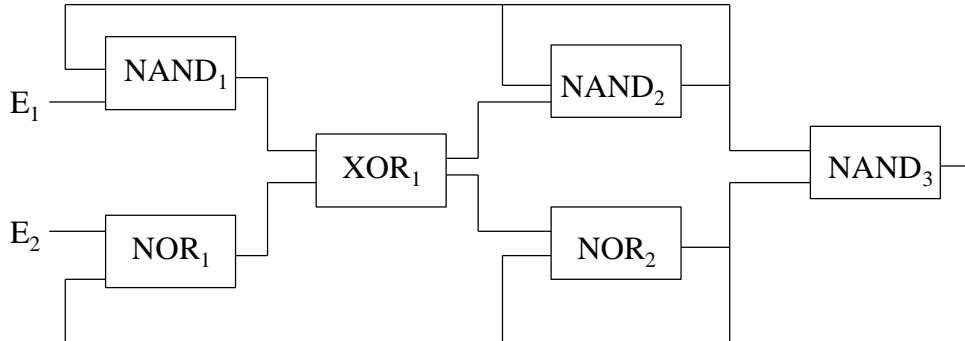 NAND₁
NAND₂
E₁
XOR₁
NAND₃
E₂
NOR₁
NOR₂